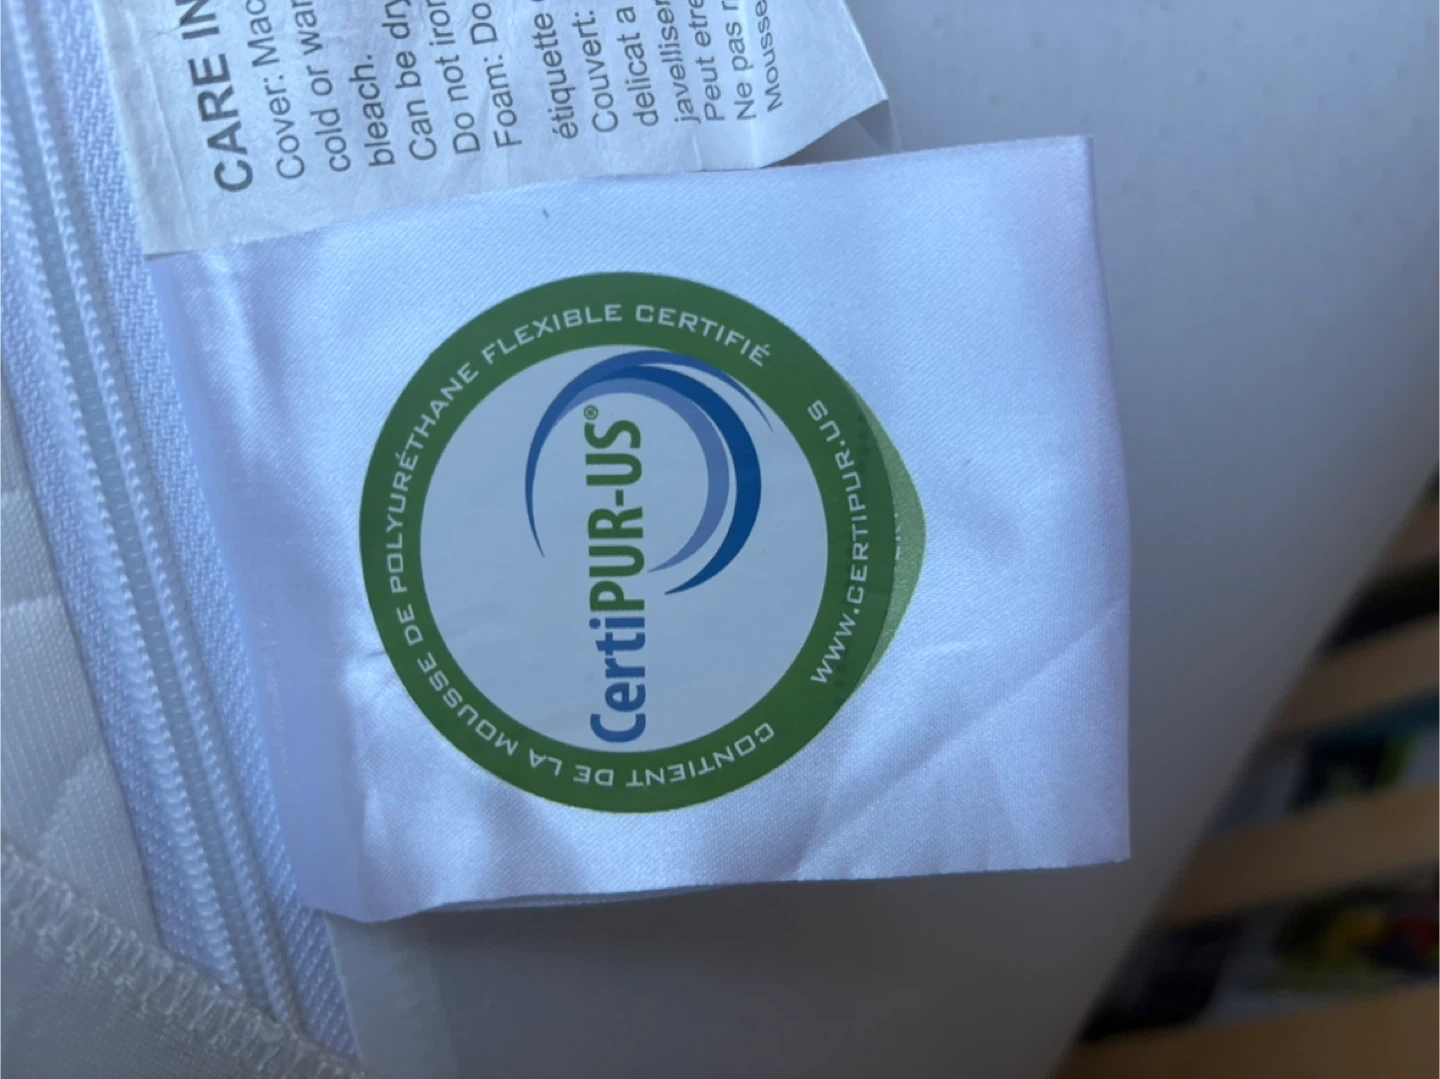 CARE IN
Cover: Mac
cold or war
bleach.
Can be dry
Do not iron
Foam: Do
étiquette
Couvert:
delicat a
javelliser
Peut etre
Ne pas r
Mousse
CONTIENT DE LA MOUSSE DE POLYURÉTHANE FLEXIBLE CERTIFIÉ
CertiPUR-US®
WWW.CERTIPUR.US